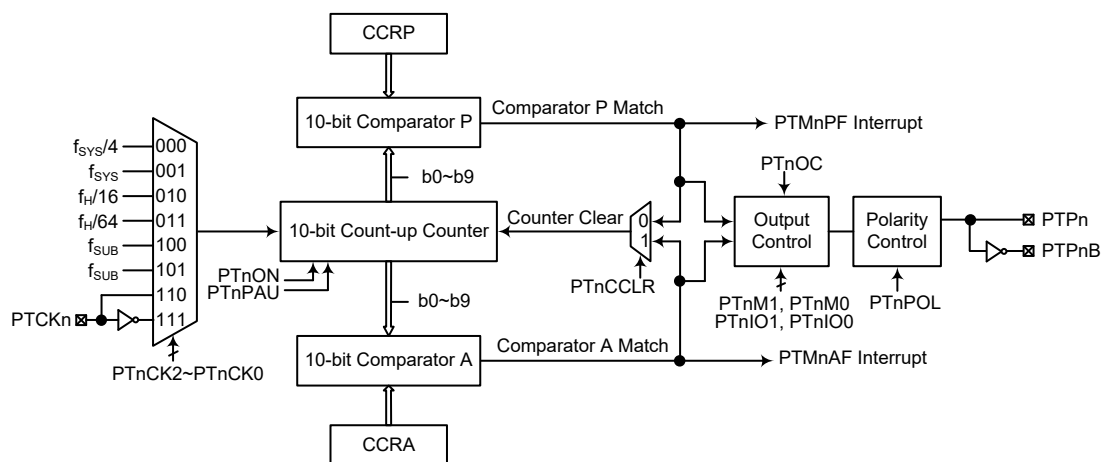 CCRP
10-bit Comparator P
Comparator P Match
PTMnPF Interrupt
fSYS/4
000
fSYS
001
fH/16
010
fH/64
011
fSUB
100
fSUB
101
110
PTCKn
111
PTnCK2~PTnCK0
b0~b9
10-bit Count-up Counter
Counter Clear
PTnON
PTnPAU
b0~b9
0
1
PTnCCLR
PTnOC
Output
Control
PTnM1, PTnM0
PTnIO1, PTnIO0
Polarity
Control
PTnPOL
PTPn
PTPnB
10-bit Comparator A
Comparator A Match
PTMnAF Interrupt
CCRA